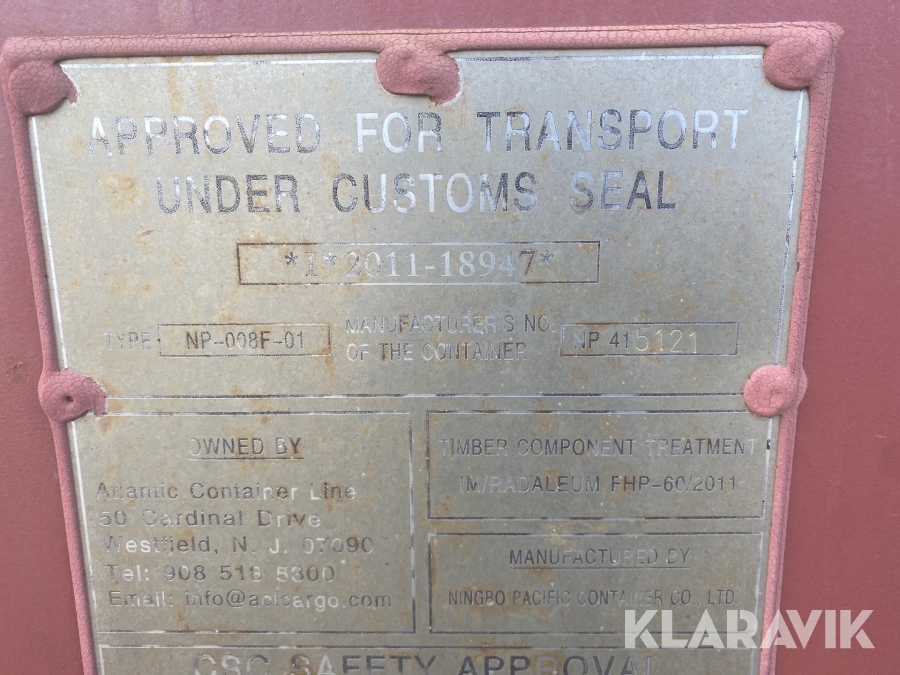 APPROVED FOR TRANSPORT
UNDER CUSTOMS SEAL
*I*2011-18947*
TYPE NP-008F-01 MANUFACTURER'S NO. OF THE CONTAINER NP 415121
OWNED BY
Atlantic Container Line
50 Cardinal Drive
Westfield, N. J. 07090
Tel: 908 518 5300
Email: info@aclcargo.com
TIMBER COMPONENT TREATMENT
IM/RADALEUM FHP-60/2011
MANUFACTURED BY
NINGBO PACIFIC CONTAINER CO., LTD
CSC SAFETY APPROVAL
KLARAVIK